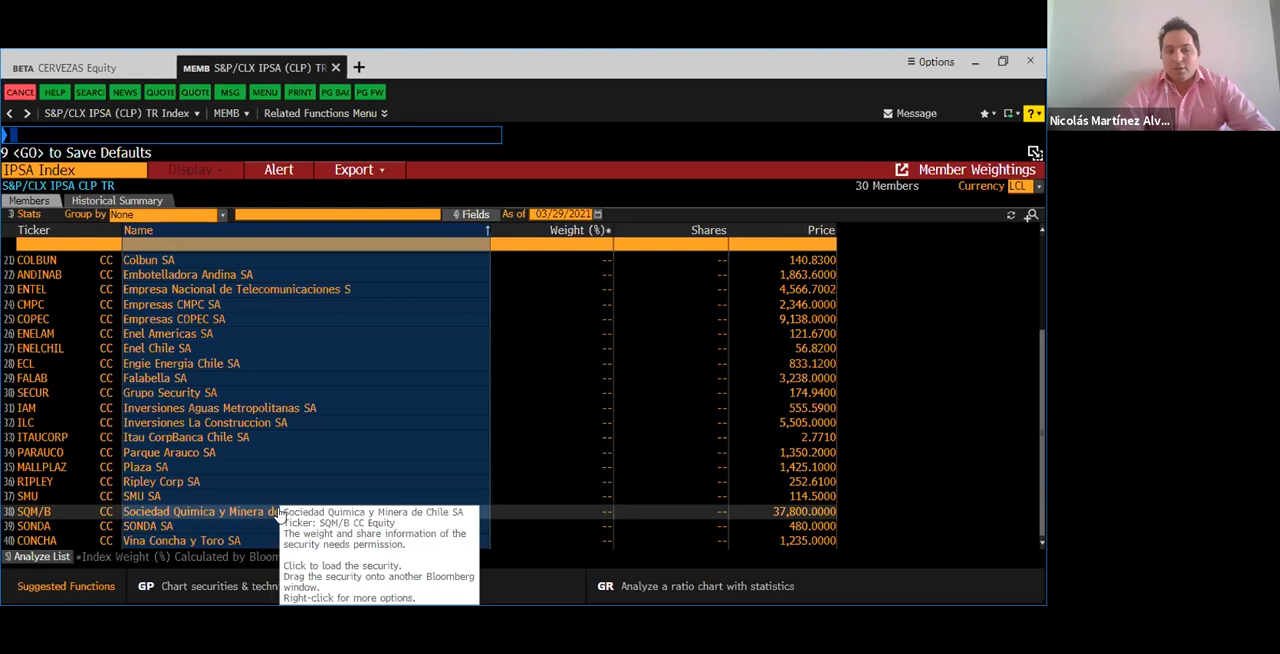 BETA CERVEZAS Equity
MEMB S&P/CLX IPSA (CLP) TR
Options
CANCE HELP SEARC NEWS QUOTE QUOTE MSG MENU PRINT PG BAC PG FW
S&P/CLX IPSA (CLP) TR Index MEMB Related Functions Menu
Message
?
Nicolás Martínez Alv...
9 <GO> to Save Defaults
IPSA Index Display Alert Export Member Weightings
S&P/CLX IPSA CLP TR 30 Members Currency LCL
Members Historical Summary
3) Stats Group by None 4) Fields As of 03/29/2021
Ticker Name Weight (%) Shares Price
21) COLBUN CC Colbun SA -- -- 140.8300
22) ANDINAB CC Embotelladora Andina SA -- -- 1,863.6000
23) ENTEL CC Empresa Nacional de Telecomunicaciones S -- -- 4,566.7002
24) CMPC CC Empresas CMPC SA -- -- 2,346.0000
25) COPEC CC Empresas COPEC SA -- -- 9,138.0000
26) ENELAM CC Enel Americas SA -- -- 121.6700
27) ENELCHIL CC Enel Chile SA -- -- 56.8200
28) ECL CC Engie Energia Chile SA -- -- 833.1200
29) FALAB CC Falabella SA -- -- 3,238.0000
30) SECUR CC Grupo Security SA -- -- 174.9400
31) IAM CC Inversiones Aguas Metropolitanas SA -- -- 555.5900
32) ILC CC Inversiones La Construccion SA -- -- 5,505.0000
33) ITAUCORP CC Itau CorpBanca Chile SA -- -- 2.7710
34) PARAUCO CC Parque Arauco SA -- -- 1,350.2000
35) MALLPLAZ CC Plaza SA -- -- 1,425.1000
36) RIPLEY CC Ripley Corp SA -- -- 252.6100
37) SMU CC SMU SA -- -- 114.5000
38) SQM/B CC Sociedad Quimica y Minera de -- -- 37,800.0000
39) SONDA CC SONDA SA -- -- 480.0000
40) CONCHA CC Vina Concha y Toro SA -- -- 1,235.0000
Sociedad Quimica y Minera de Chile SA
Ticker: SQM/B CC Equity
The weight and share information of the
security needs permission.
Click to load the security.
Drag the security onto another Bloomberg
window.
Right-click for more options.
5) Analyze List *Index Weight (%) Calculated by Bloom
Suggested Functions GP Chart securities & techn GR Analyze a ratio chart with statistics